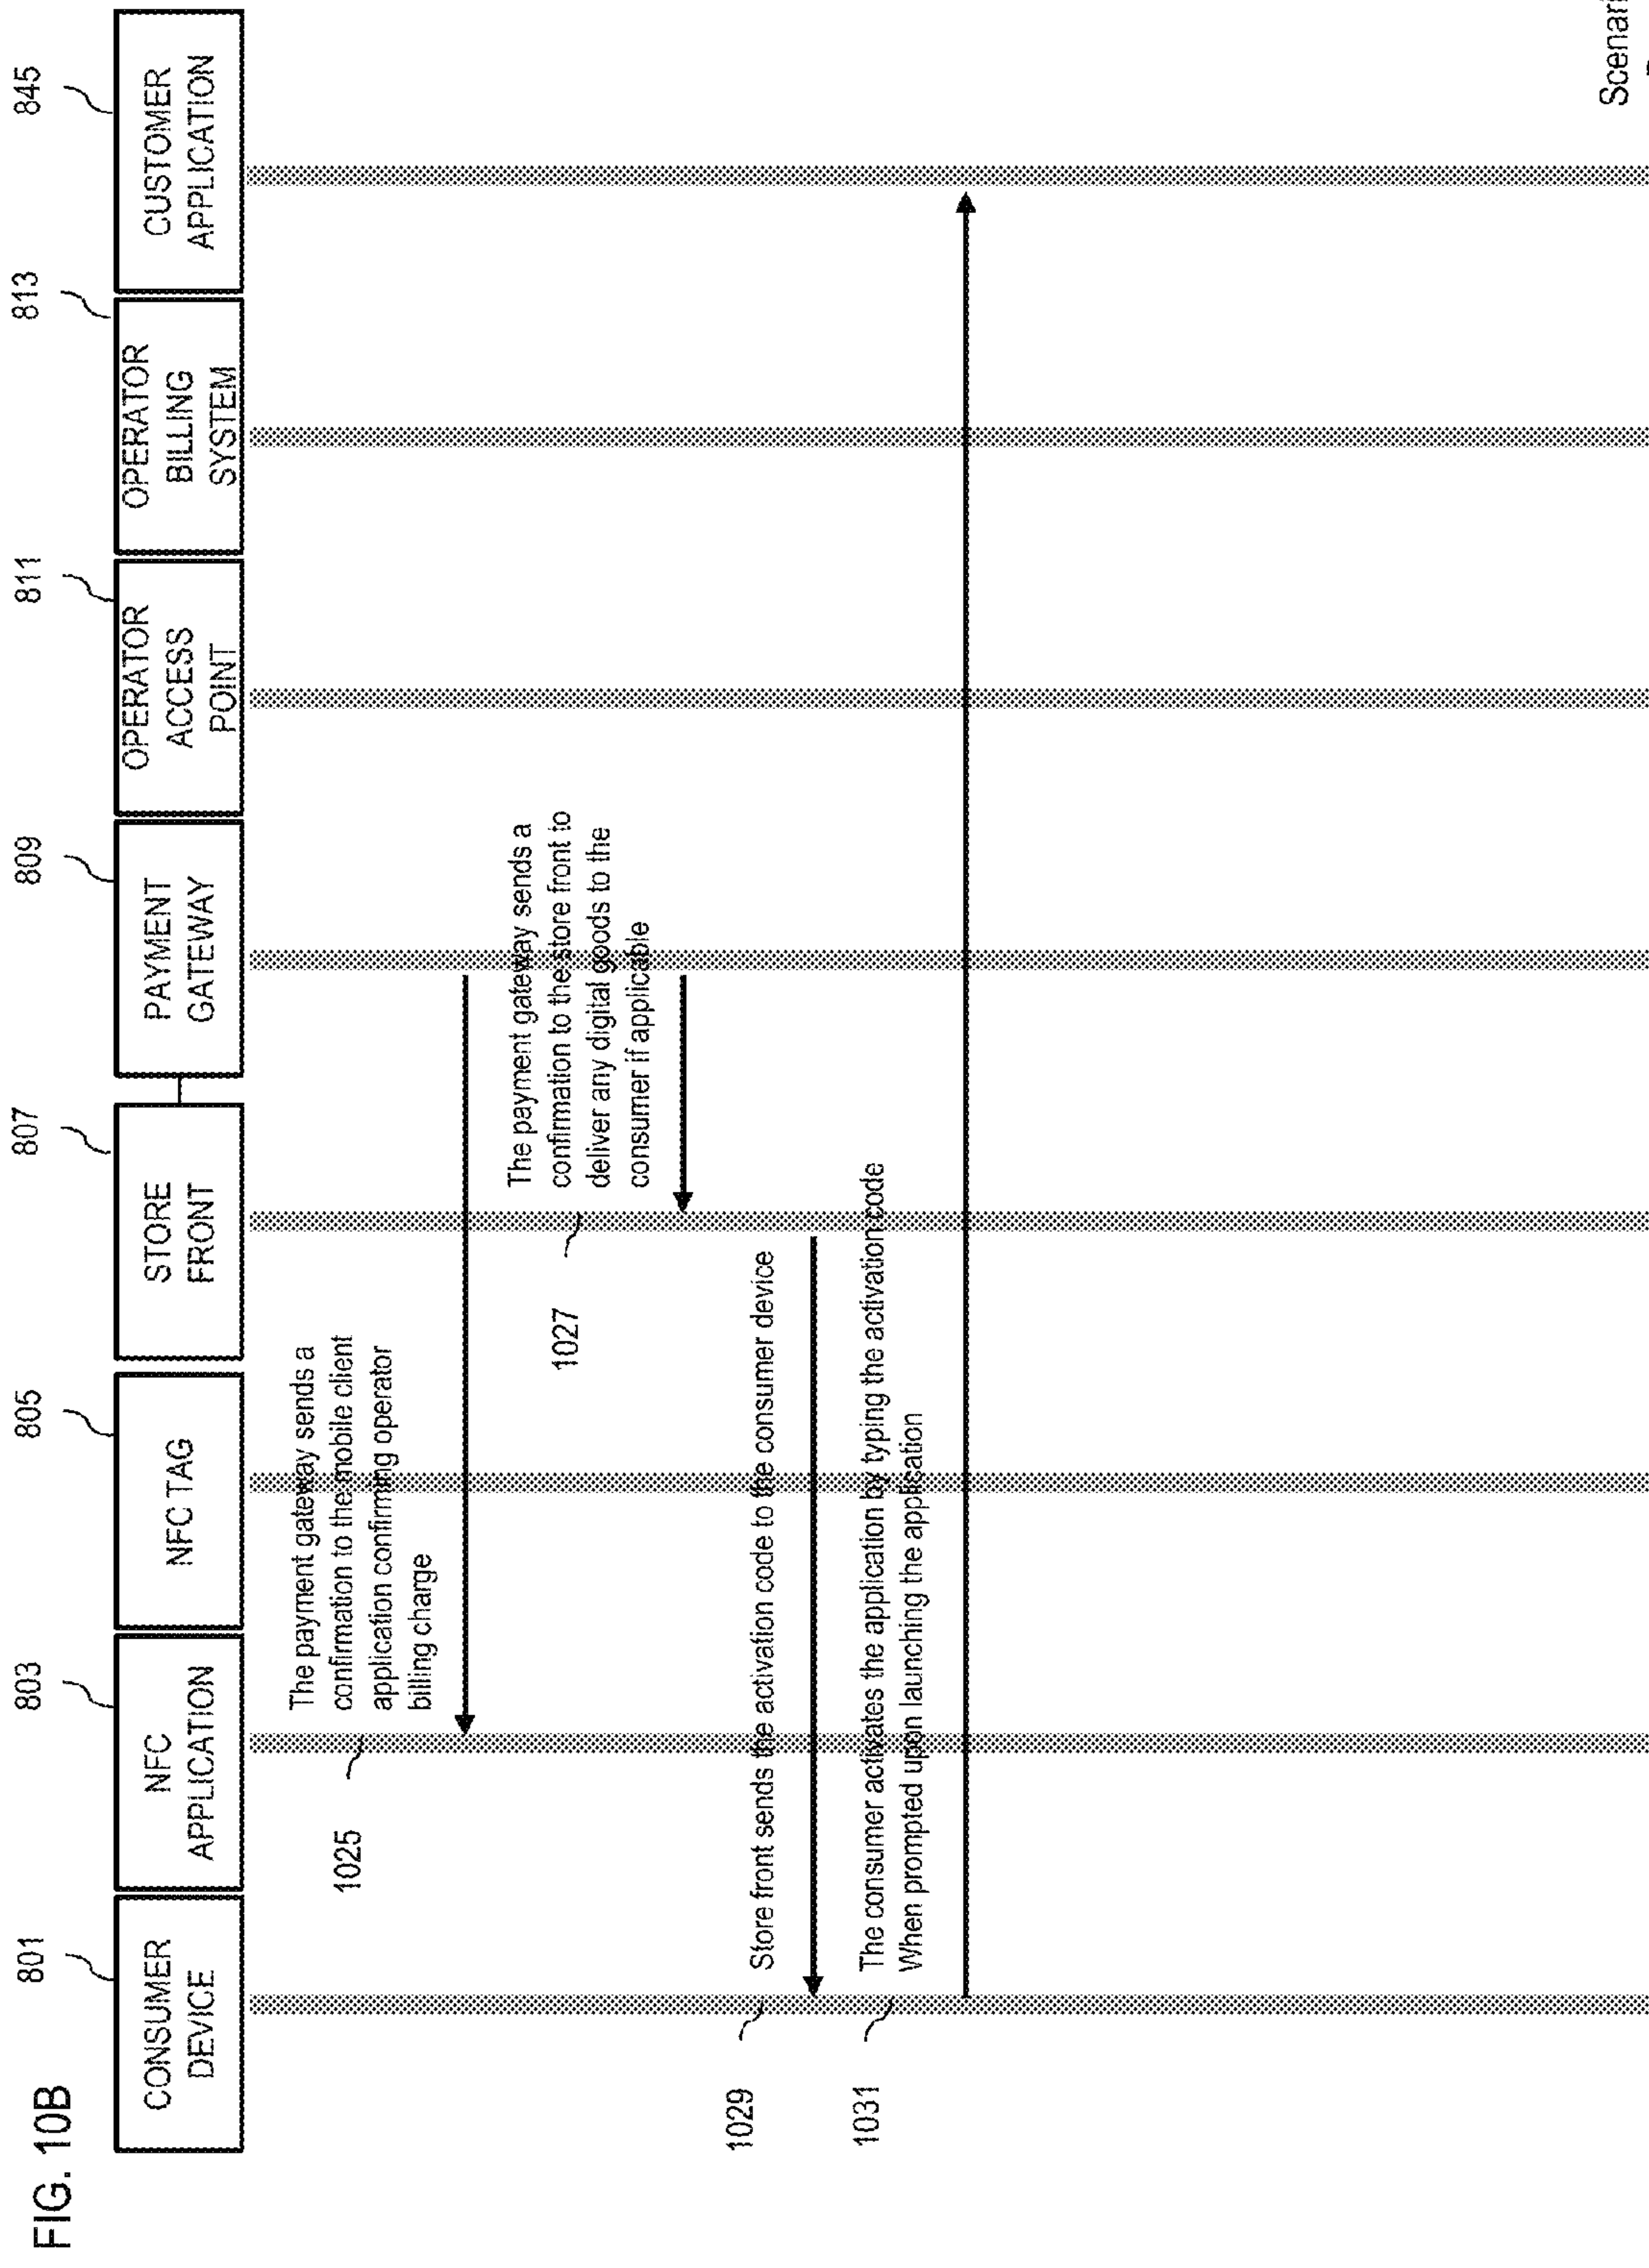 FIG. 10B
801
803
805
807
809
811
813
845
CONSUMER
DEVICE
NFC
APPLICATION
NFC TAG
STORE
FRONT
PAYMENT
GATEWAY
OPERATOR
ACCESS
POINT
OPERATOR
BILLING
SYSTEM
CUSTOMER
APPLICATION
1025
The payment gateway sends a
confirmation to the mobile client
application confirming operator
billing charge
1027
The payment gateway sends a
confirmation to the store front to
deliver any digital goods to the
consumer if applicable
1029
Store front sends the activation code to the consumer device
1031
The consumer activates the application by typing the activation code
When prompted upon launching the application